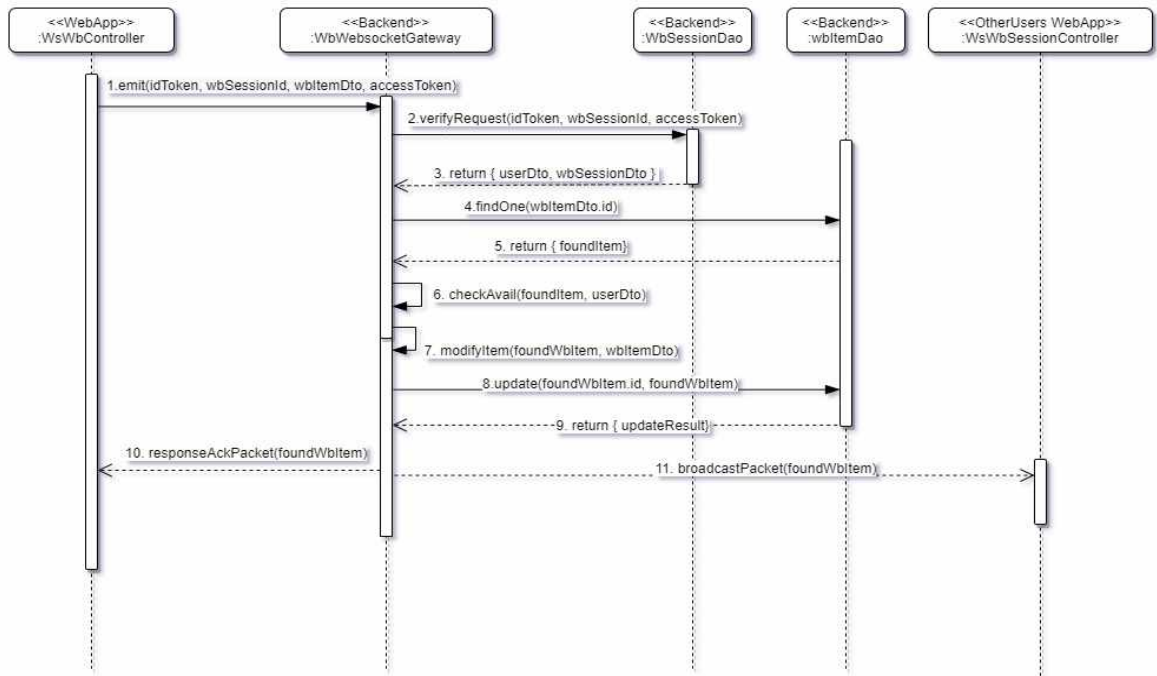 <<WebApp>>
:WsWbController
<<Backend>>
:WbWebsocketGateway
<<Backend>>
:WbSessionDao
<<Backend>>
:wbItemDao
<<OtherUsers WebApp>>
:WsWbSessionController
1.emit(idToken, wbSessionId, wbItemDto, accessToken)
2.verifyRequest(idToken, wbSessionId, accessToken)
3. return { userDto, wbSessionDto }
4.findOne(wbItemDto.id)
5. return { foundItem}
6. checkAvail(foundItem, userDto)
7. modifyItem(foundWbItem, wbItemDto)
8.update(foundWbItem.id, foundWbItem)
9. return { updateResult}
10. responseAckPacket(foundWbItem)
11. broadcastPacket(foundWbItem)